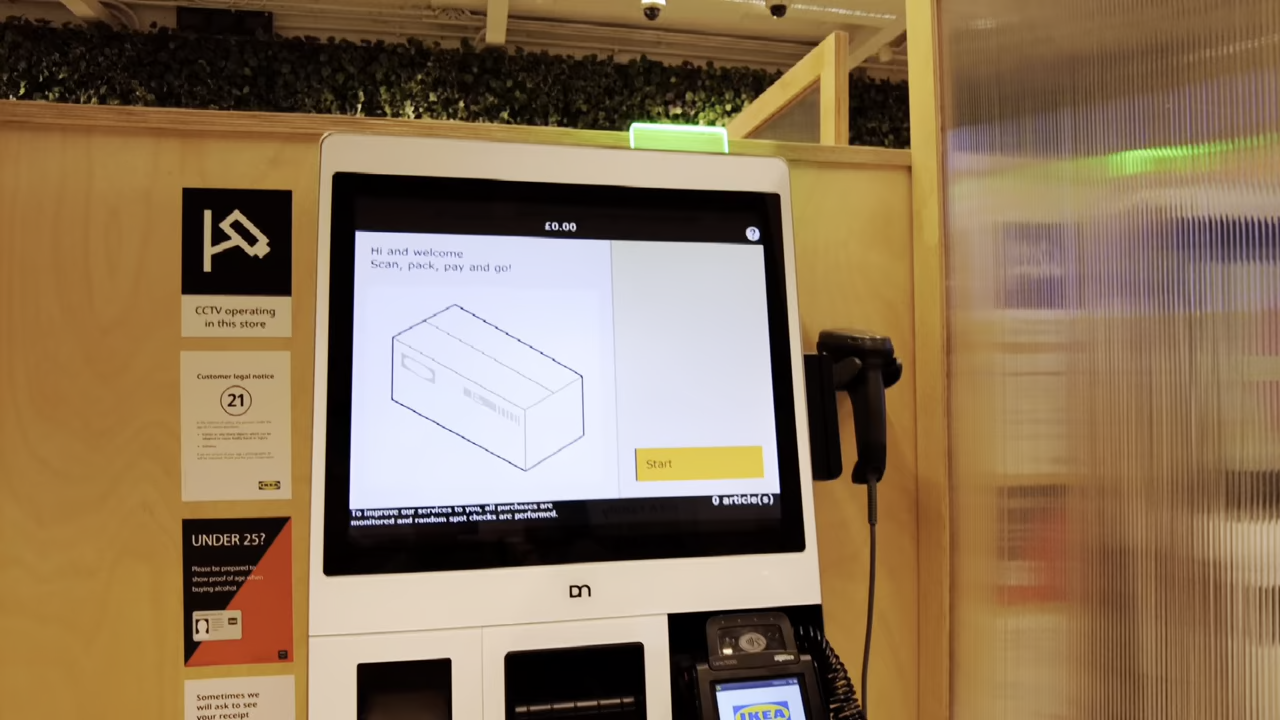 £0.00
?
Hi and welcome
Scan, pack, pay and go!
Start
0 article(s)
To improve our services to you, all purchases are
monitored and random spot checks are performed.
DN
CCTV operating
in this store
Customer legal notice
21
IKEA
UNDER 25?
Please be prepared to
show proof of age when
buying alcohol
Sometimes we
will ask to see
your receipt
IKEA